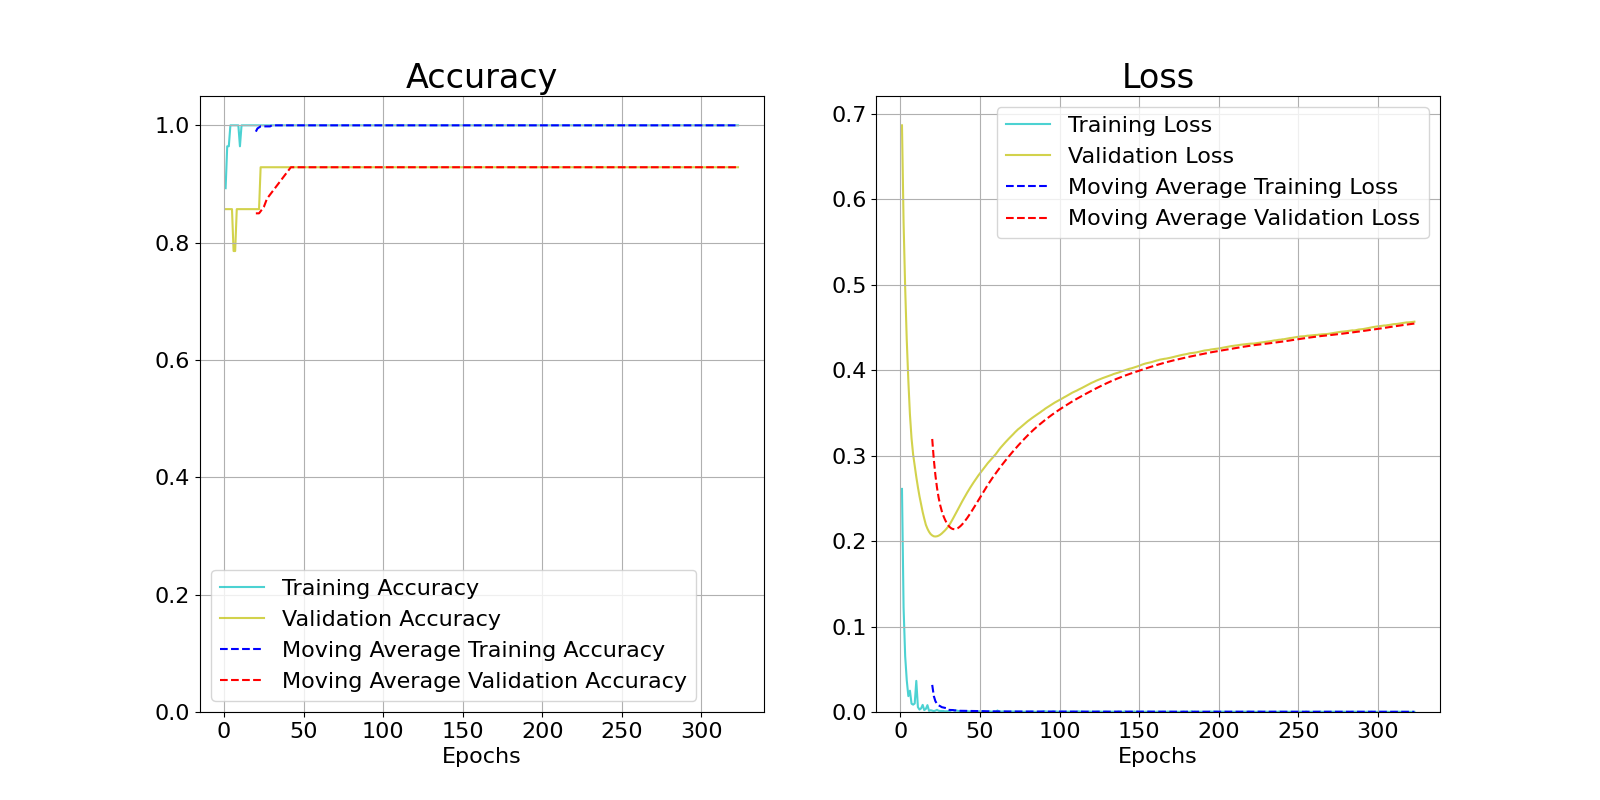 Accuracy
1.0
0.8
0.6
0.4
0.2
0.0
Training Accuracy
Validation Accuracy
Moving Average Training Accuracy
Moving Average Validation Accuracy
0 50 100 150 200 250 300
Epochs
Loss
0.7
0.6
0.5
0.4
0.3
0.2
0.1
0.0
Training Loss
Validation Loss
Moving Average Training Loss
Moving Average Validation Loss
0 50 100 150 200 250 300
Epochs